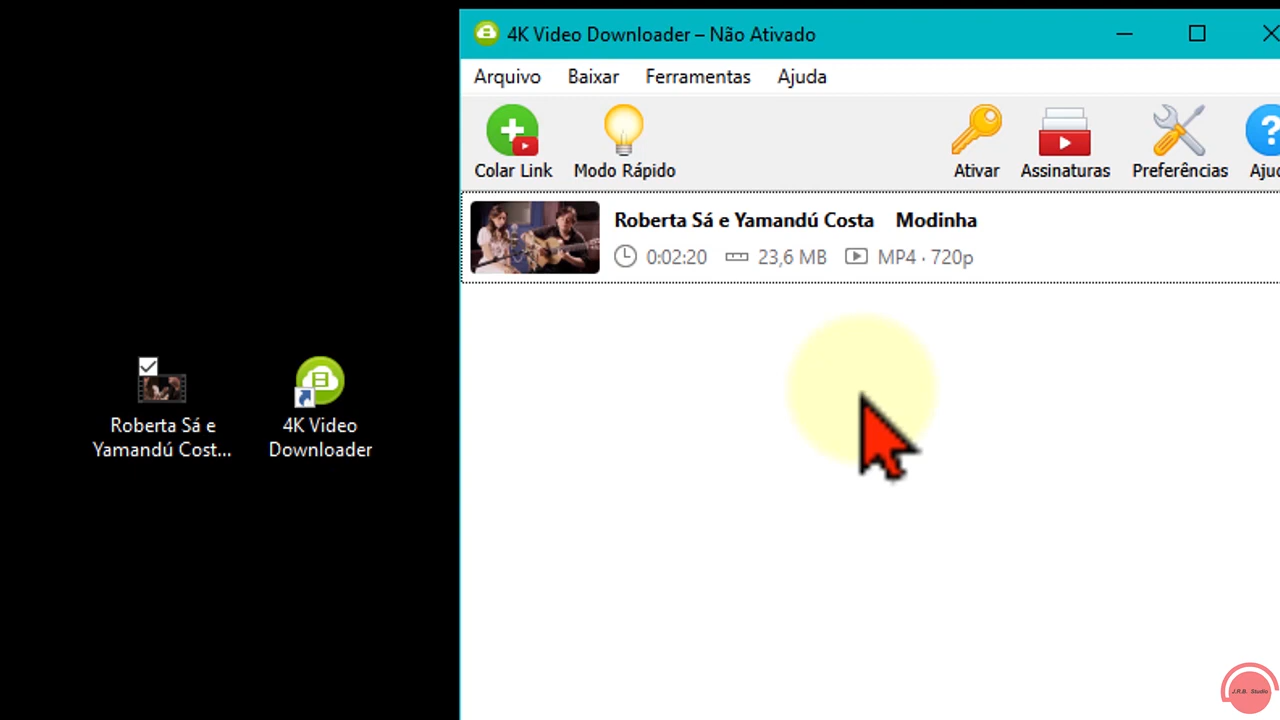 4K Video Downloader – Não Ativado
Arquivo Baixar Ferramentas Ajuda
Colar Link Modo Rápido Ativar Assinaturas Preferências
Roberta Sá e Yamandú Costa Modinha
0:02:20 23,6 MB MP4 · 720p
Roberta Sá e
Yamandú Cost...
4K Video
Downloader
J.R.B. Studio